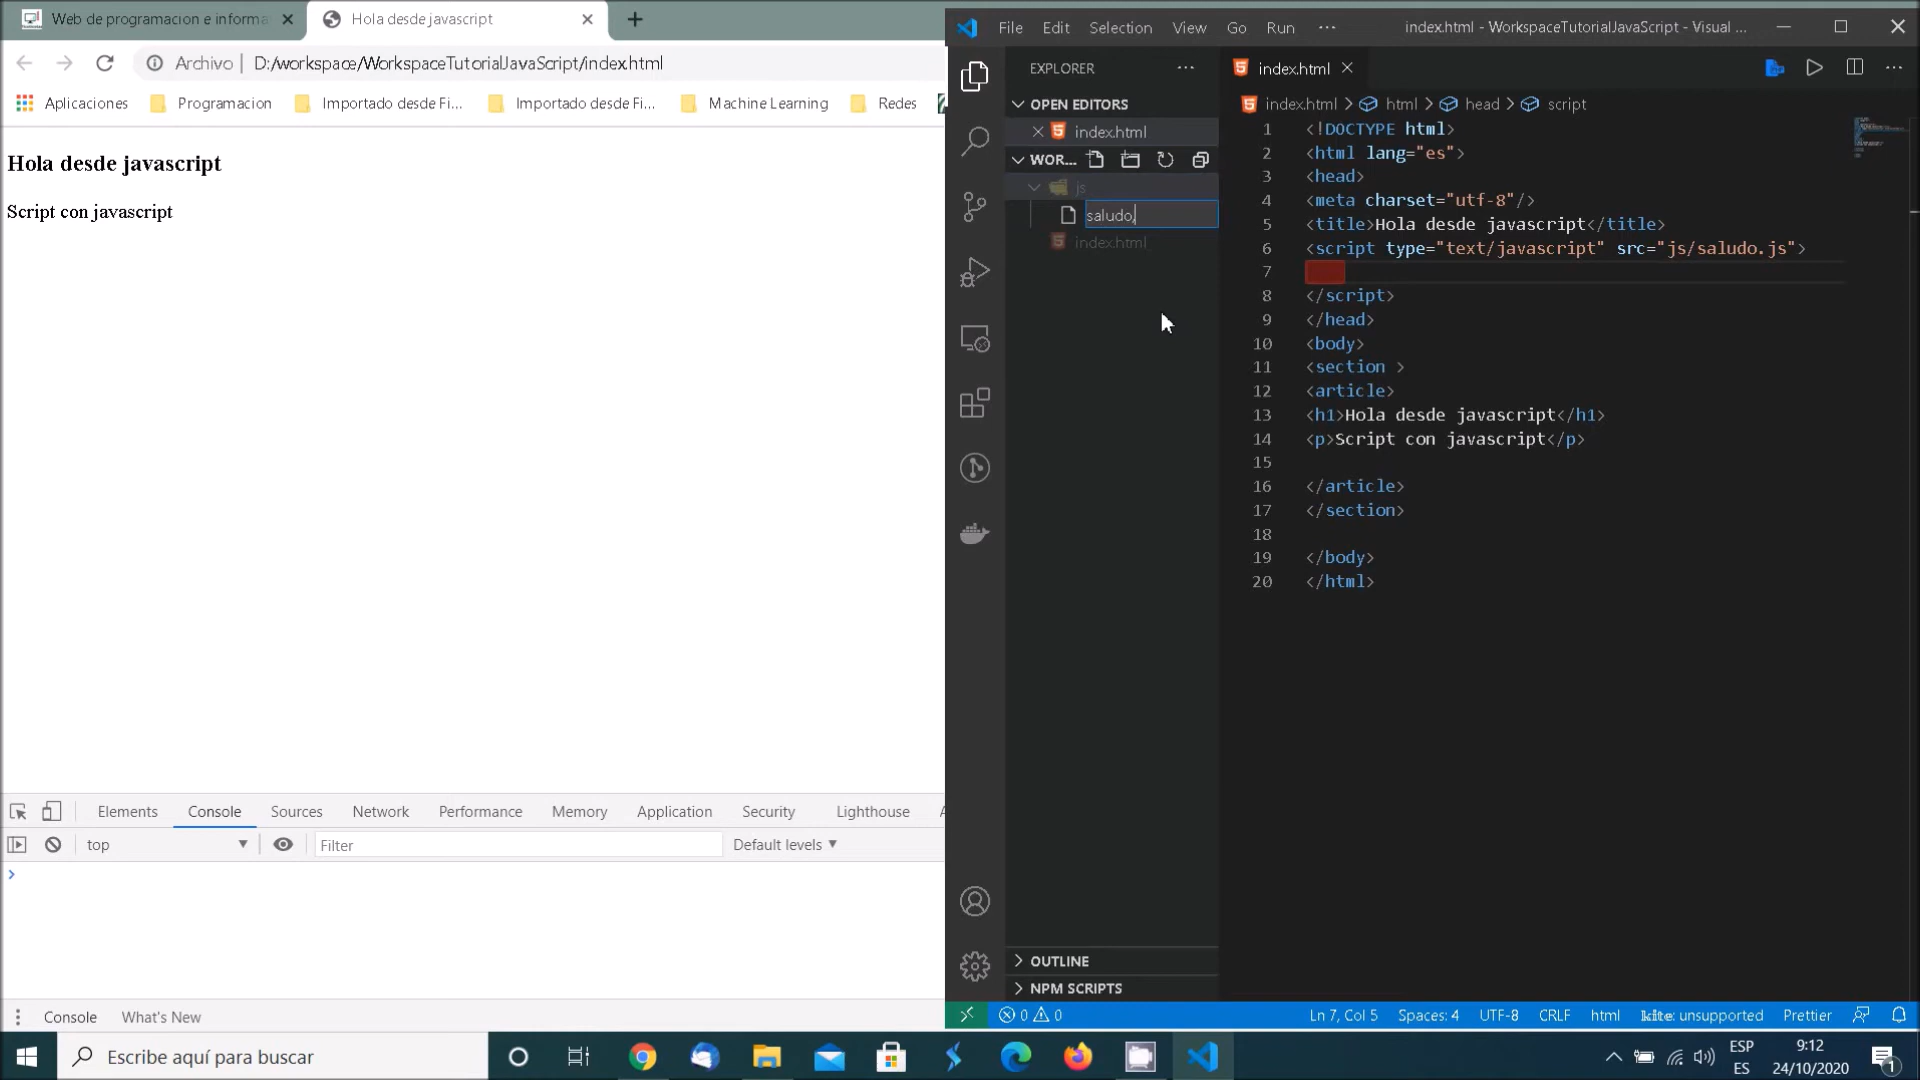 Web de programacion e informa
Hola desde javascript
Archivo | D:/workspace/WorkspaceTutorialJavaScript/index.html
Aplicaciones Programacion Importado desde Fi... Importado desde Fi... Machine Learning Redes
Hola desde javascript
Script con javascript
Elements Console Sources Network Performance Memory Application Security Lighthouse
top Filter Default levels
Console What's New
File Edit Selection View Go Run ··· index.html - WorkspaceTutorialJavaScript - Visual ...
EXPLORER
OPEN EDITORS
index.html
WOR...
js
saludo.
index.html
OUTLINE
NPM SCRIPTS
index.html
index.html > html > head > script
1 <!DOCTYPE html>
2 <html lang="es">
3 <head>
4 <meta charset="utf-8"/>
5 <title>Hola desde javascript</title>
6 <script type="text/javascript" src="js/saludo.js">
7
8 </script>
9 </head>
10 <body>
11 <section >
12 <article>
13 <h1>Hola desde javascript</h1>
14 <p>Script con javascript</p>
15
16 </article>
17 </section>
18
19 </body>
20 </html>
0 0 Ln 7, Col 5 Spaces: 4 UTF-8 CRLF html kite: unsupported Prettier
Escribe aquí para buscar
ESP
ES
9:12
24/10/2020
1